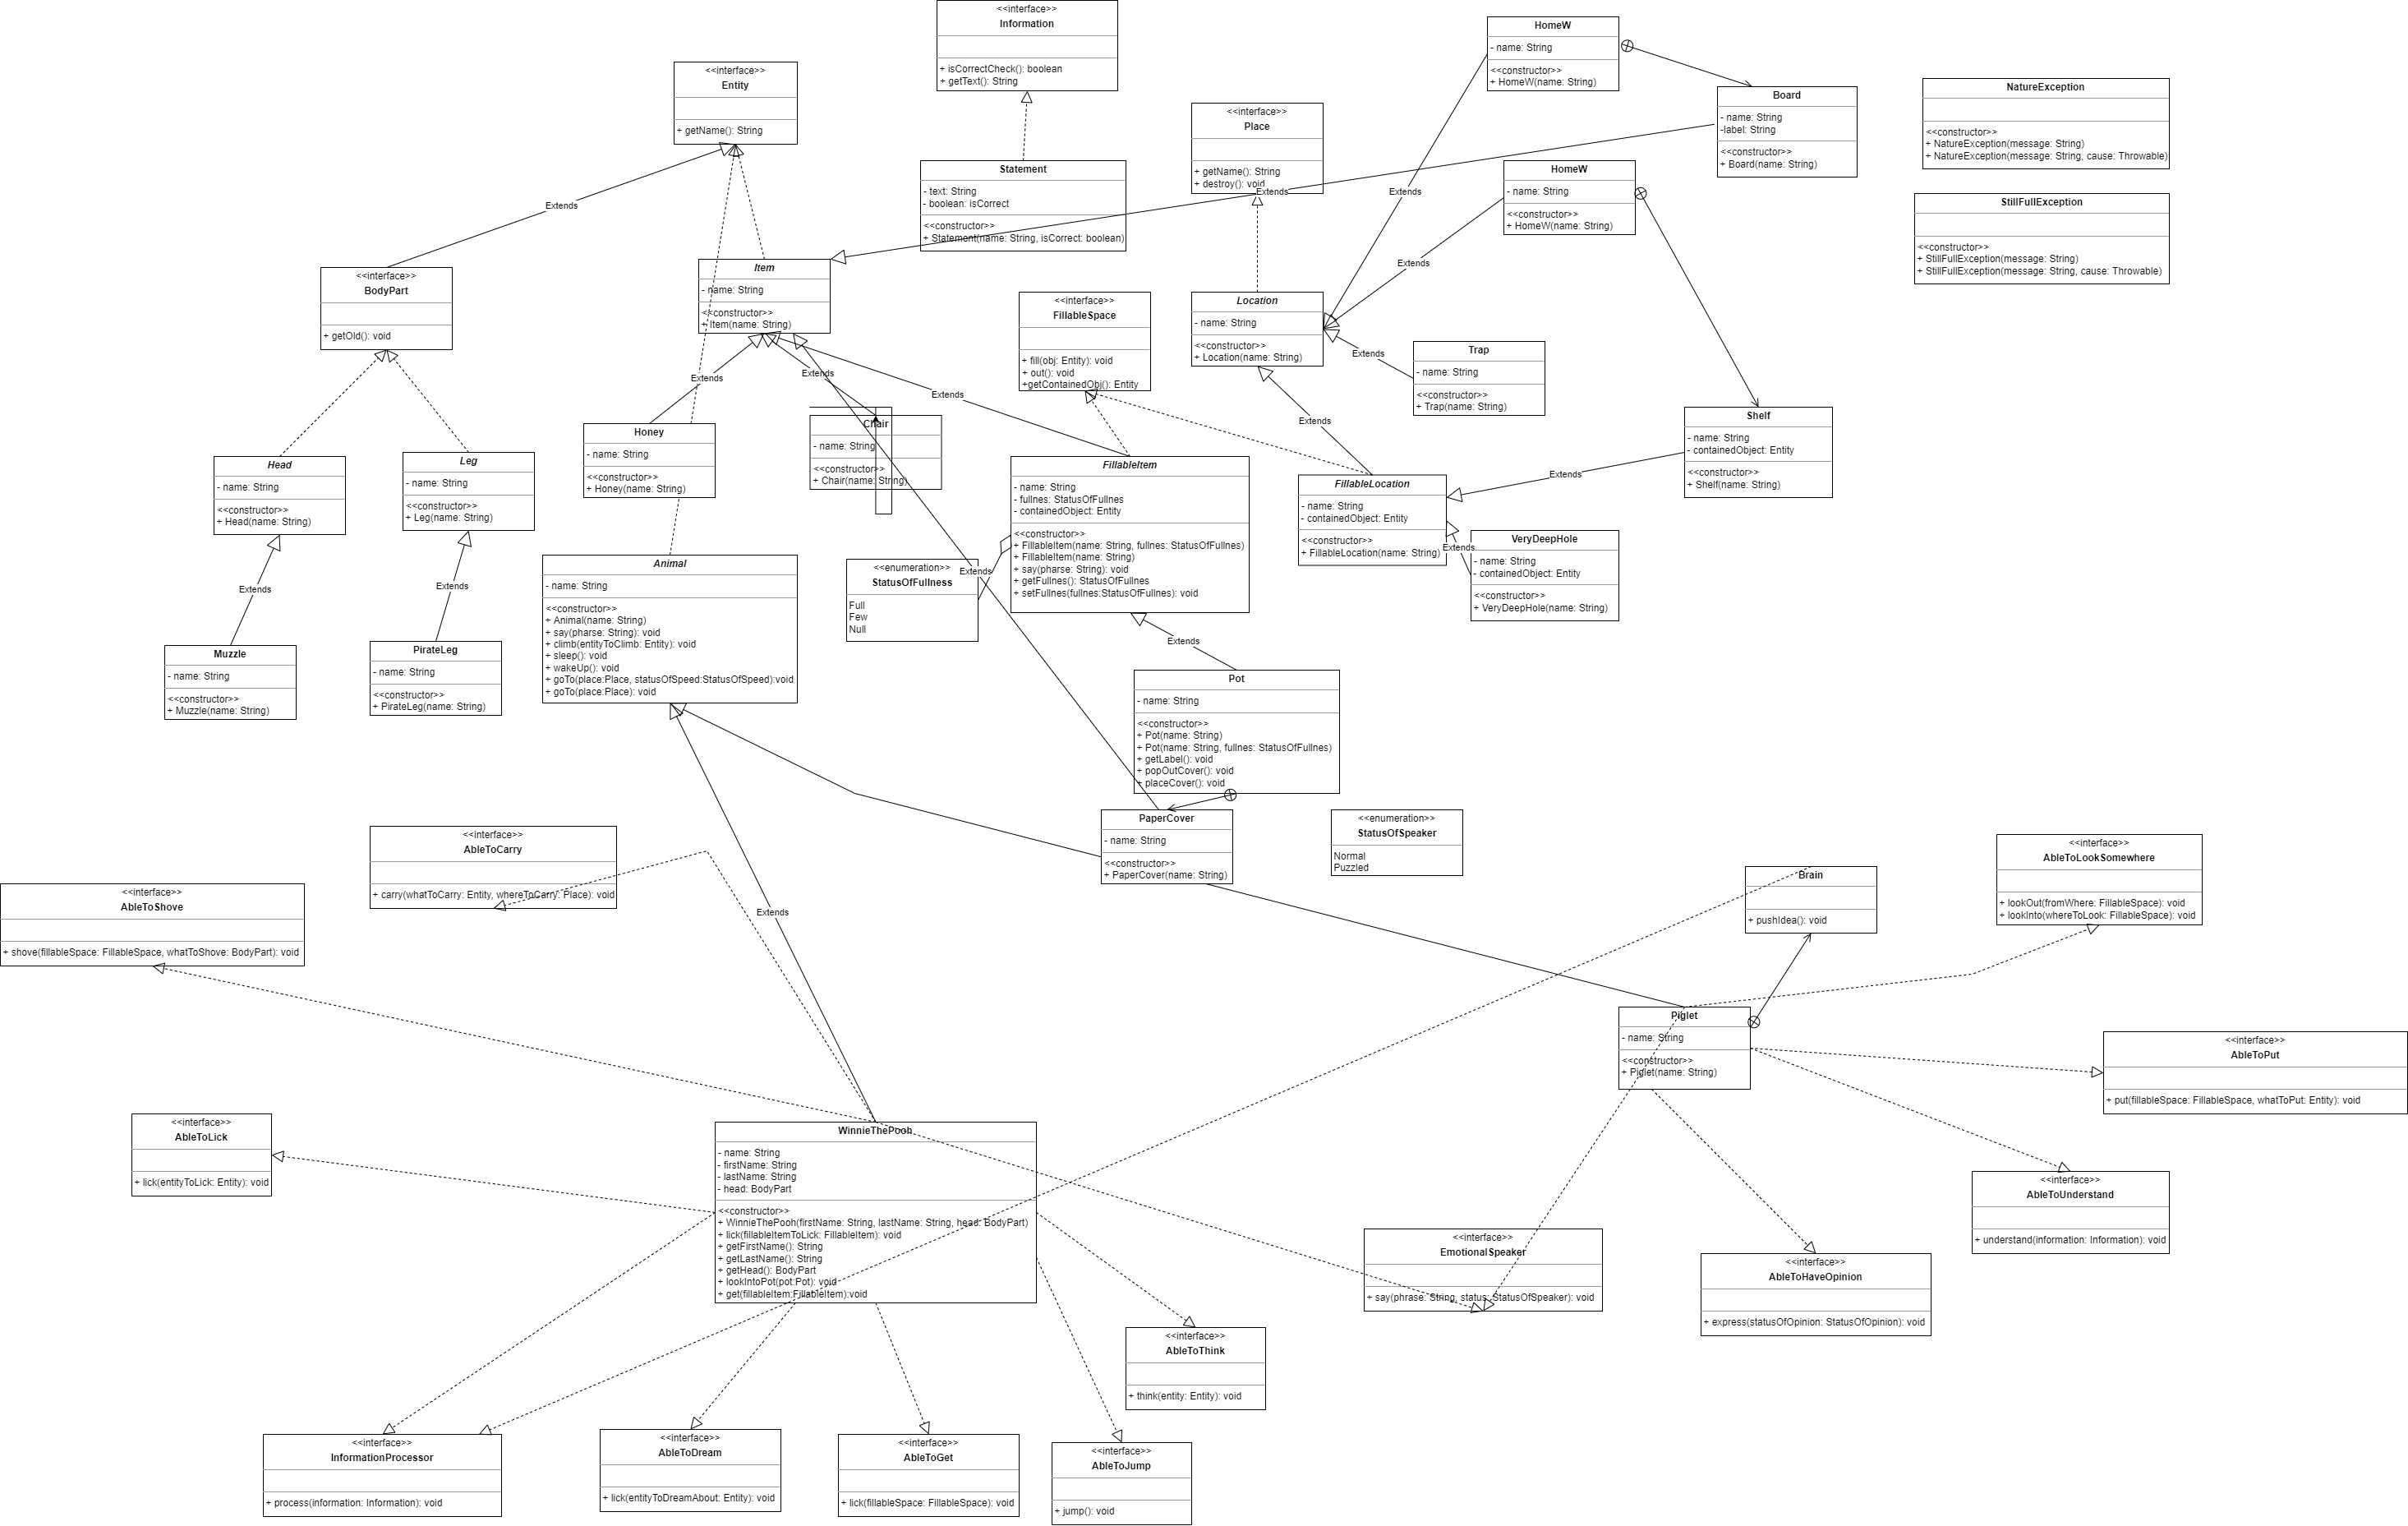 <<interface>>
Information
+ isCorrectCheck(): boolean
+ getText(): String
HomeW
- name: String
<<constructor>>
+ HomeW(name: String)
<<interface>>
Entity
+ getName(): String
Board
- name: String
-label: String
<<constructor>>
+ Board(name: String)
NatureException
<<constructor>>
+ NatureException(message: String)
+ NatureException(message: String, cause: Throwable)
<<interface>>
Place
+ getName(): String
+ destroy(): void
Extends
Statement
- text: String
- boolean: isCorrect
<<constructor>>
+ Statement(name: String, isCorrect: boolean)
HomeW
- name: String
<<constructor>>
+ HomeW(name: String)
Extends
Extends
StillFullException
<<constructor>>
+ StillFullException(message: String)
+ StillFullException(message: String, cause: Throwable)
Extends
<<interface>>
BodyPart
+ getOld(): void
Item
- name: String
<<constructor>>
+ Item(name: String)
<<interface>>
FillableSpace
+ fill(obj: Entity): void
+ out(): void
+getContainedObj(): Entity
Location
- name: String
<<constructor>>
+ Location(name: String)
Extends
Trap
- name: String
<<constructor>>
+ Trap(name: String)
Extends
Extends
Extends
Extends
Shelf
- name: String
- containedObject: Entity
<<constructor>>
+ Shelf(name: String)
Honey
- name: String
<<constructor>>
+ Honey(name: String)
Chair
- name: String
<<constructor>>
+ Chair(name: String)
Head
- name: String
<<constructor>>
+ Head(name: String)
Leg
- name: String
<<constructor>>
+ Leg(name: String)
FillableItem
- name: String
- fullnes: StatusOfFullnes
- containedObject: Entity
<<constructor>>
+ FillableItem(name: String, fullnes: StatusOfFullnes)
+ FillableItem(name: String)
+ say(pharse: String): void
+ getFullnes(): StatusOfFullnes
+ setFullnes(fullnes:StatusOfFullnes): void
FillableLocation
- name: String
- containedObject: Entity
<<constructor>>
+ FillableLocation(name: String)
Extends
Extends
VeryDeepHole
- name: String
- containedObject: Entity
<<constructor>>
+ VeryDeepHole(name: String)
Animal
- name: String
<<constructor>>
+ Animal(name: String)
+ say(pharse: String): void
+ climb(entityToClimb: Entity): void
+ sleep(): void
+ wakeUp(): void
+ goTo(place:Place, statusOfSpeed:StatusOfSpeed):void
+ goTo(place:Place): void
<<enumeration>>
StatusOfFullness
Full
Few
Null
Extends
Extends
Extends
Extends
Muzzle
- name: String
<<constructor>>
+ Muzzle(name: String)
PirateLeg
- name: String
<<constructor>>
+ PirateLeg(name: String)
Pot
- name: String
<<constructor>>
+ Pot(name: String)
+ Pot(name: String, fullnes: StatusOfFullnes)
+ getLabel(): void
+ popOutCover(): void
+ placeCover(): void
PaperCover
- name: String
<<constructor>>
+ PaperCover(name: String)
<<enumeration>>
StatusOfSpeaker
Normal
Puzzled
<<interface>>
AbleToCarry
+ carry(whatToCarry: Entity, whereToCarry: Place): void
<<interface>>
AbleToShove
+ shove(fillableSpace: FillableSpace, whatToShove: BodyPart): void
Extends
Brain
+ pushIdea(): void
<<interface>>
AbleToLookSomewhere
+ lookOut(fromWhere: FillableSpace): void
+ lookInto(whereToLook: FillableSpace): void
Piglet
- name: String
<<constructor>>
+ Piglet(name: String)
<<interface>>
AbleToPut
+ put(fillableSpace: FillableSpace, whatToPut: Entity): void
<<interface>>
AbleToLick
+ lick(entityToLick: Entity): void
WinnieThePooh
- name: String
- firstName: String
- lastName: String
- head: BodyPart
<<constructor>>
+ WinnieThePooh(firstName: String, lastName: String, head: BodyPart)
+ lick(fillableItemToLick: FillableItem): void
+ getFirstName(): String
+ getLastName(): String
+ getHead(): BodyPart
+ lookIntoPot(pot:Pot): void
+ get(fillableItem:FillableItem):void
<<interface>>
AbleToUnderstand
+ understand(information: Information): void
<<interface>>
EmotionalSpeaker
+ say(phrase: String, status: StatusOfSpeaker): void
<<interface>>
AbleToHaveOpinion
+ express(statusOfOpinion: StatusOfOpinion): void
<<interface>>
AbleToThink
+ think(entity: Entity): void
<<interface>>
InformationProcessor
+ process(information: Information): void
<<interface>>
AbleToDream
+ lick(entityToDreamAbout: Entity): void
<<interface>>
AbleToGet
+ lick(fillableSpace: FillableSpace): void
<<interface>>
AbleToJump
+ jump(): void